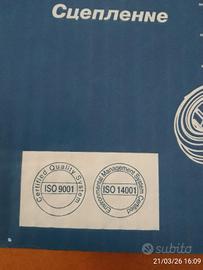 Сцепление
Certified Quality System
ISO 9001
Environmental Management System Certified
ISO 14001
subito
21/03/26 16:09